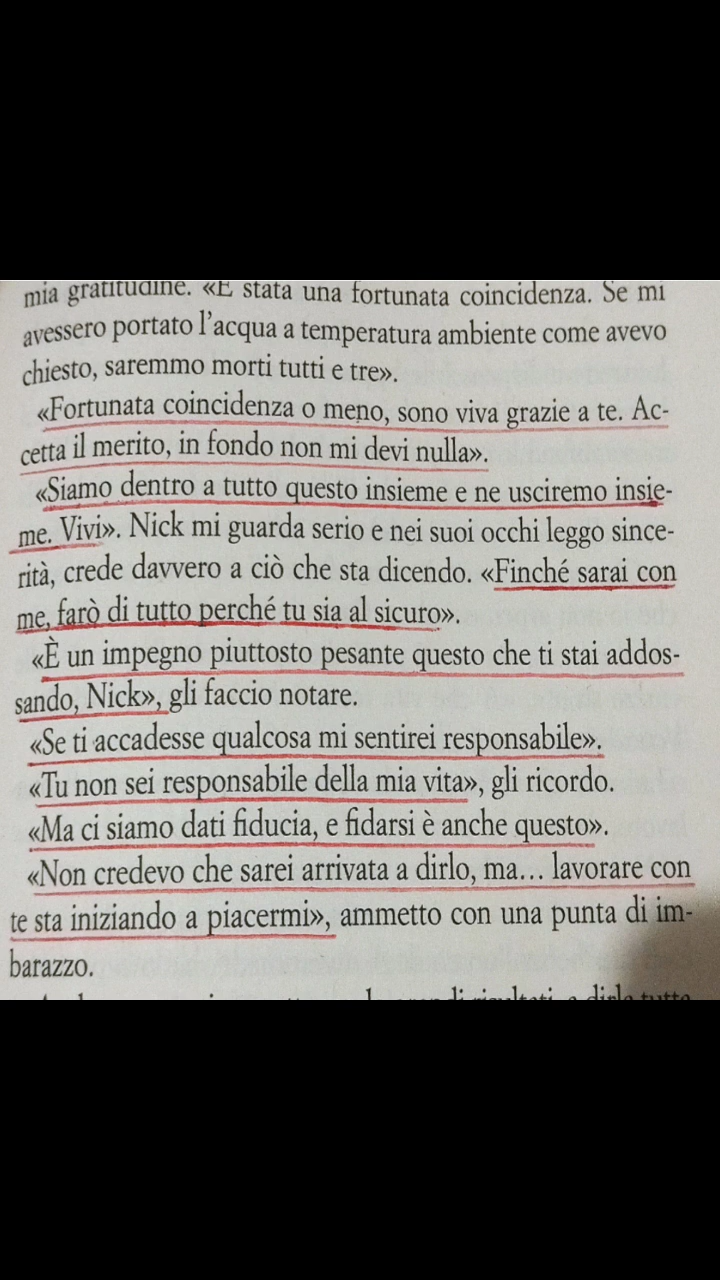 mia gratitudine. «È stata una fortunata coincidenza. Se mi
avessero portato l'acqua a temperatura ambiente come avevo
chiesto, saremmo morti tutti e tre».
«Fortunata coincidenza o meno, sono viva grazie a te. Ac-
cetta il merito, in fondo non mi devi nulla».
«Siamo dentro a tutto questo insieme e ne usciremo insie-
me. Vivi». Nick mi guarda serio e nei suoi occhi leggo since-
rità, crede davvero a ciò che sta dicendo. «Finché sarai con
me, farò di tutto perché tu sia al sicuro».
«È un impegno piuttosto pesante questo che ti stai addos-
sando, Nick», gli faccio notare.
«Se ti accadesse qualcosa mi sentirei responsabile».
«Tu non sei responsabile della mia vita», gli ricordo.
«Ma ci siamo dati fiducia, e fidarsi è anche questo».
«Non credevo che sarei arrivata a dirlo, ma... lavorare con
te sta iniziando a piacermi», ammetto con una punta di im-
barazzo.